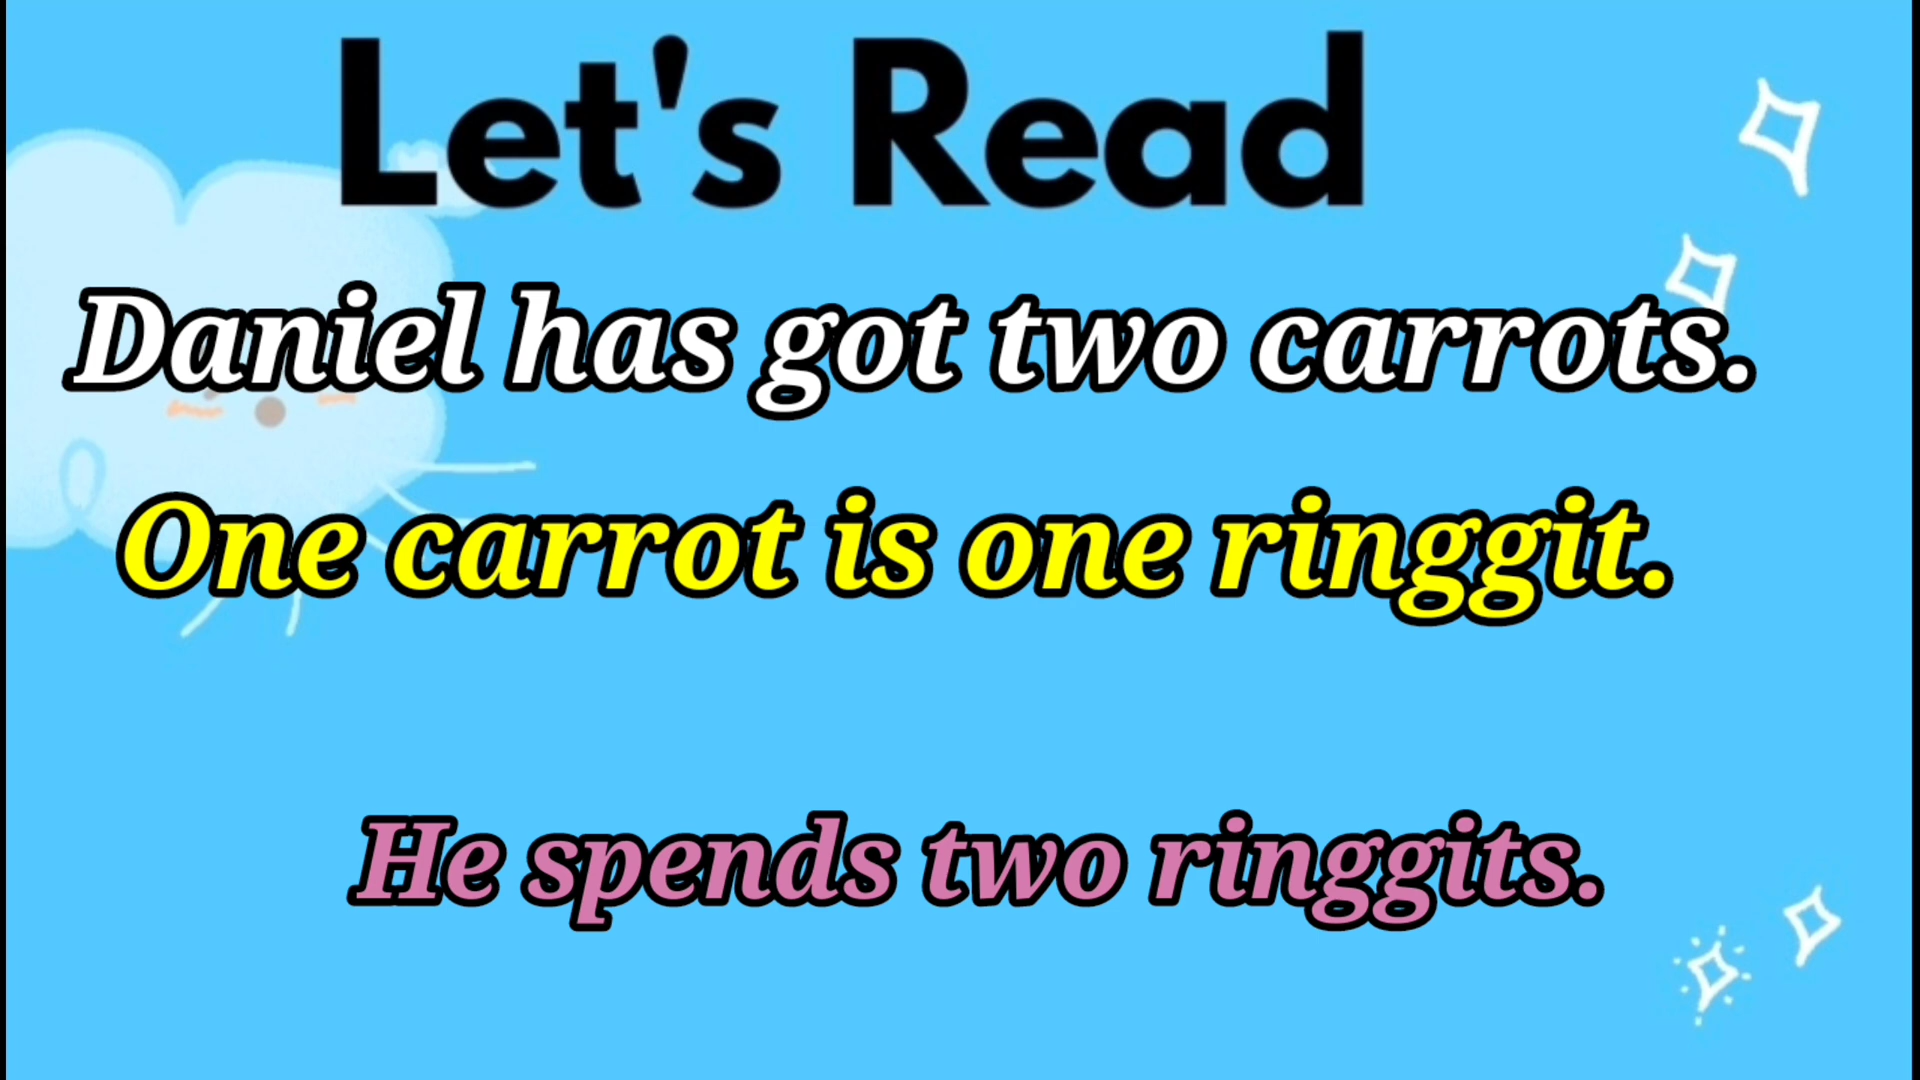 Let's Read
Daniel has got two carrots.
One carrot is one ringgit.
He spends two ringgits.